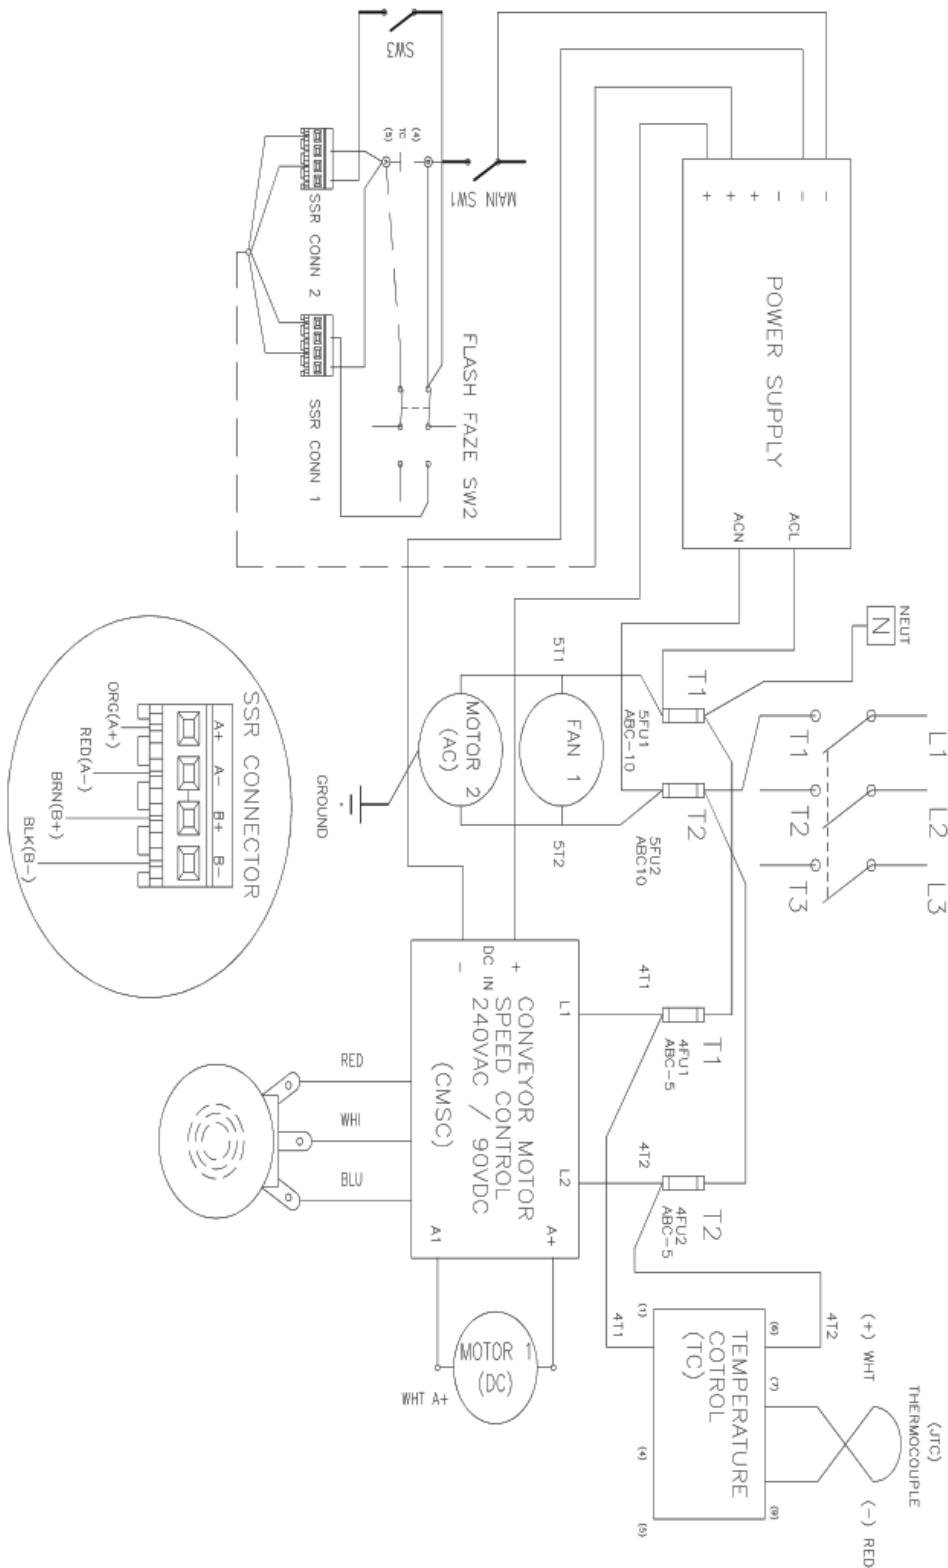 SW3
(5) TC (4)
MAIN SW1
SSR CONN 2
SSR CONN 1
FLASH FAZE SW2
+ + + - - -
POWER SUPPLY
ACN
ACL
NEUT
N
L1
L2
L3
T1
T2
T3
T1
5FU1
ABC-10
T2
5FU2
ABC10
5T1
5T2
FAN 1
MOTOR 2
(AC)
GROUND
SSR CONNECTOR
A+
A-
B+
B-
ORG(A+)
RED(A-)
BRN(B+)
BLK(B-)
4T1
T1
4FU1
ABC-5
4T2
T2
4FU2
ABC-5
L1
L2
+
DC IN
-
CONVEYOR MOTOR
SPEED CONTROL
240VAC / 90VDC
(CMSC)
A1
A+
RED
WHI
BLU
MOTOR 1
(DC)
WHT A+
4T1
4T2
(1)
(4)
(5)
(6)
(7)
(9)
TEMPERATURE
COTROL
(TC)
(+) WHT
(-) RED
(JTC)
THERMOCOUPLE